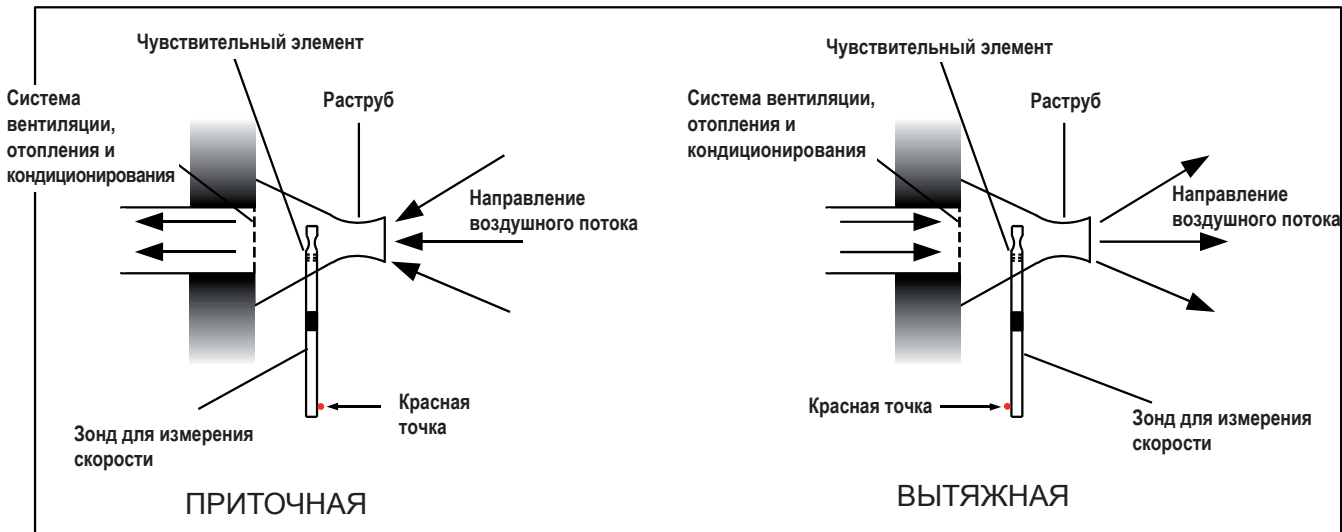 Чувствительный элемент
Система
вентиляции,
отопления и
кондиционирования
Раструб
Направление
воздушного потока
Красная
точка
Зонд для измерения
скорости
ПРИТОЧНАЯ
Чувствительный элемент
Система вентиляции,
отопления и
кондиционирования
Раструб
Направление
воздушного потока
Красная точка
Зонд для измерения
скорости
ВЫТЯЖНАЯ